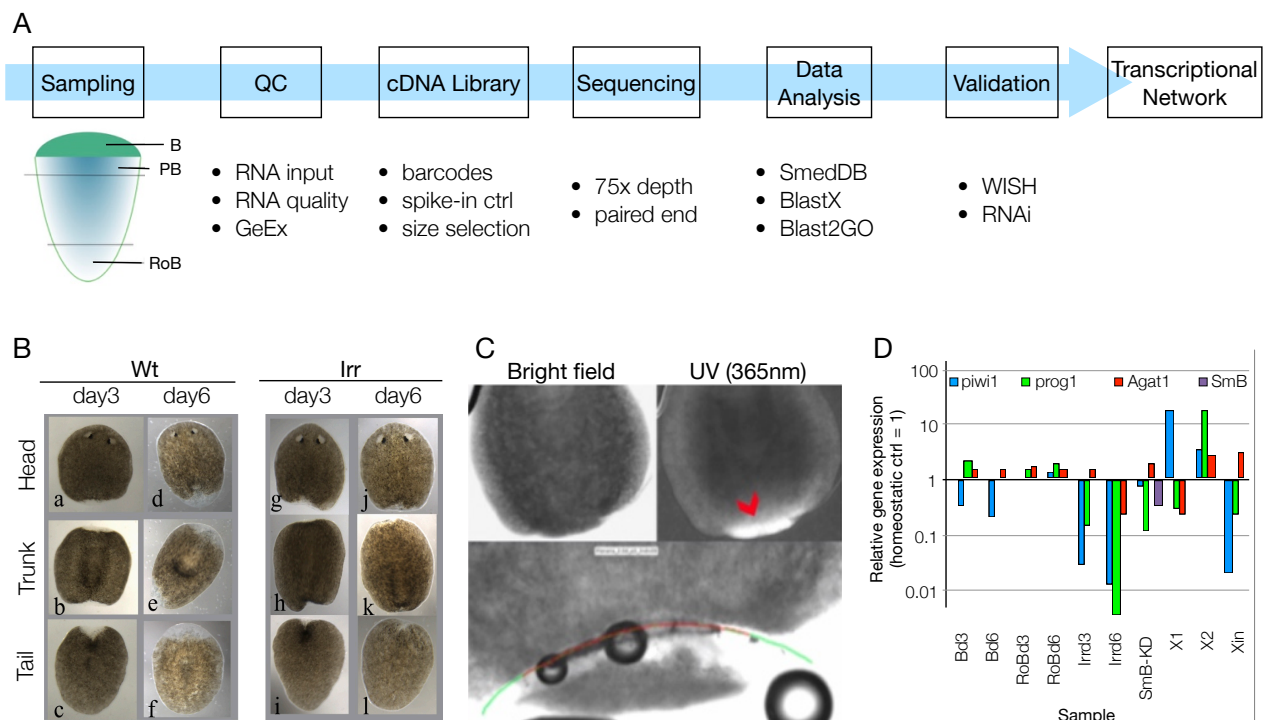 A
Sampling
QC
cDNA Library
Sequencing
Data
Analysis
Validation
Transcriptional
Network
B
PB
RoB
• RNA input
• RNA quality
• GeEx
• barcodes
• spike-in ctrl
• size selection
• 75x depth
• paired end
• SmedDB
• BlastX
• Blast2GO
• WISH
• RNAi
B
Wt
Irr
day3 day6 day3 day6
Head
Trunk
Tail
a d g j
b e h k
c f i l
C
Bright field
UV (365nm)
D
Relative gene expression
(homeostatic ctrl = 1)
100
10
1
0.1
0.01
piwi1 prog1 Agat1 SmB
Bd3
Bd6
RoBd3
RoBd6
Irrd3
Irrd6
SmB-KD
X1
X2
Xin
Sample